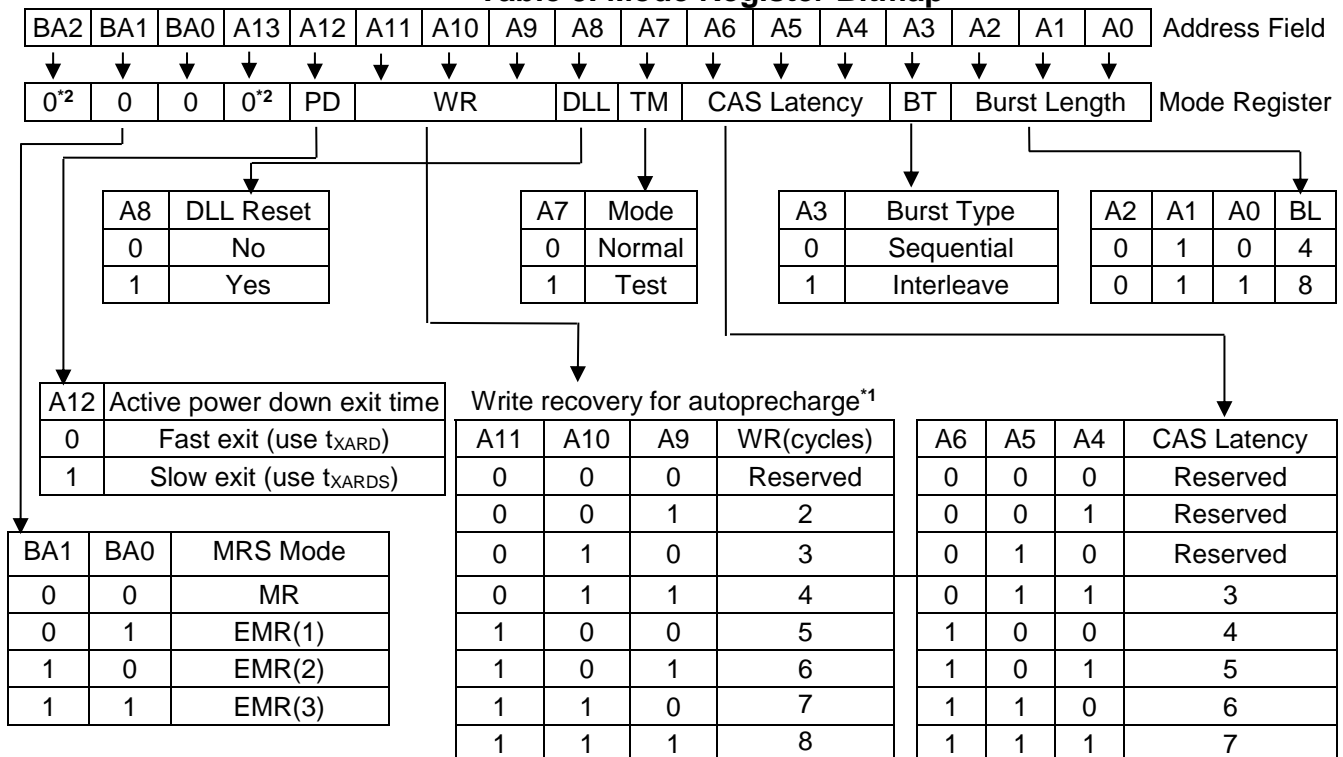 BA2 BA1 BA0 A13 A12 A11 A10 A9 A8 A7 A6 A5 A4 A3 A2 A1 A0 Address Field
0*2 0 0 0*2 PD WR DLL TM CAS Latency BT Burst Length Mode Register
A8 DLL Reset
0 No
1 Yes
A7 Mode
0 Normal
1 Test
A3 Burst Type
0 Sequential
1 Interleave
A2 A1 A0 BL
0 1 0 4
0 1 1 8
A12 Active power down exit time
0 Fast exit (use tXARD)
1 Slow exit (use tXARDS)
BA1 BA0 MRS Mode
0 0 MR
0 1 EMR(1)
1 0 EMR(2)
1 1 EMR(3)
Write recovery for autoprecharge*1
A11 A10 A9 WR(cycles)
0 0 0 Reserved
0 0 1 2
0 1 0 3
0 1 1 4
1 0 0 5
1 0 1 6
1 1 0 7
1 1 1 8
A6 A5 A4 CAS Latency
0 0 0 Reserved
0 0 1 Reserved
0 1 0 Reserved
0 1 1 3
1 0 0 4
1 0 1 5
1 1 0 6
1 1 1 7